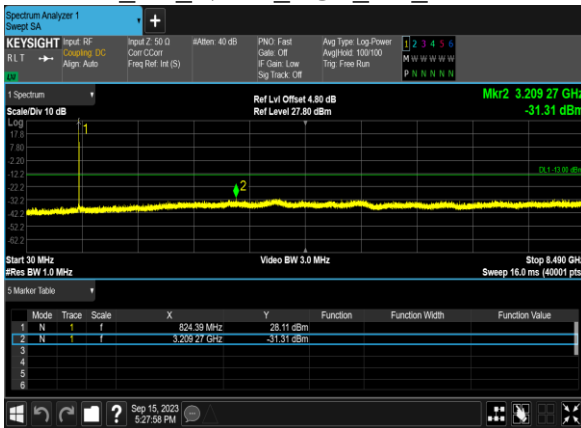 Spectrum Analyzer 1
Swept SA
KEYSIGHT Input: RF Input Z: 50 Ω #Atten: 40 dB PNO: Fast Avg Type: Log-Power 1 2 3 4 5 6
RLT Coupling: DC Corr CCorr Gate: Off Avg|Hold: 100/100 M W W W W W
Align: Auto Freq Ref: Int (S) IF Gain: Low Trig: Free Run
Sig Track: Off P N N N N N
LV
1 Spectrum Ref Lvl Offset 4.80 dB Mkr2 3.209 27 GHz
Scale/Div 10 dB Ref Level 27.80 dBm -31.31 dBm
Log
17.8
1
7.80
-2.20
DL1 -13.00 dBm
-12.2
-22.2
2
-32.2
-42.2
-52.2
-62.2
Start 30 MHz Video BW 3.0 MHz Stop 8.490 GHz
#Res BW 1.0 MHz Sweep 16.0 ms (40001 pts)
5 Marker Table
Mode Trace Scale X Y Function Function Width Function Value
1 N 1 f 824.39 MHz 28.11 dBm
2 N 1 f 3.209 27 GHz -31.31 dBm
3
4
5
6
? Sep 15, 2023
5:27:58 PM